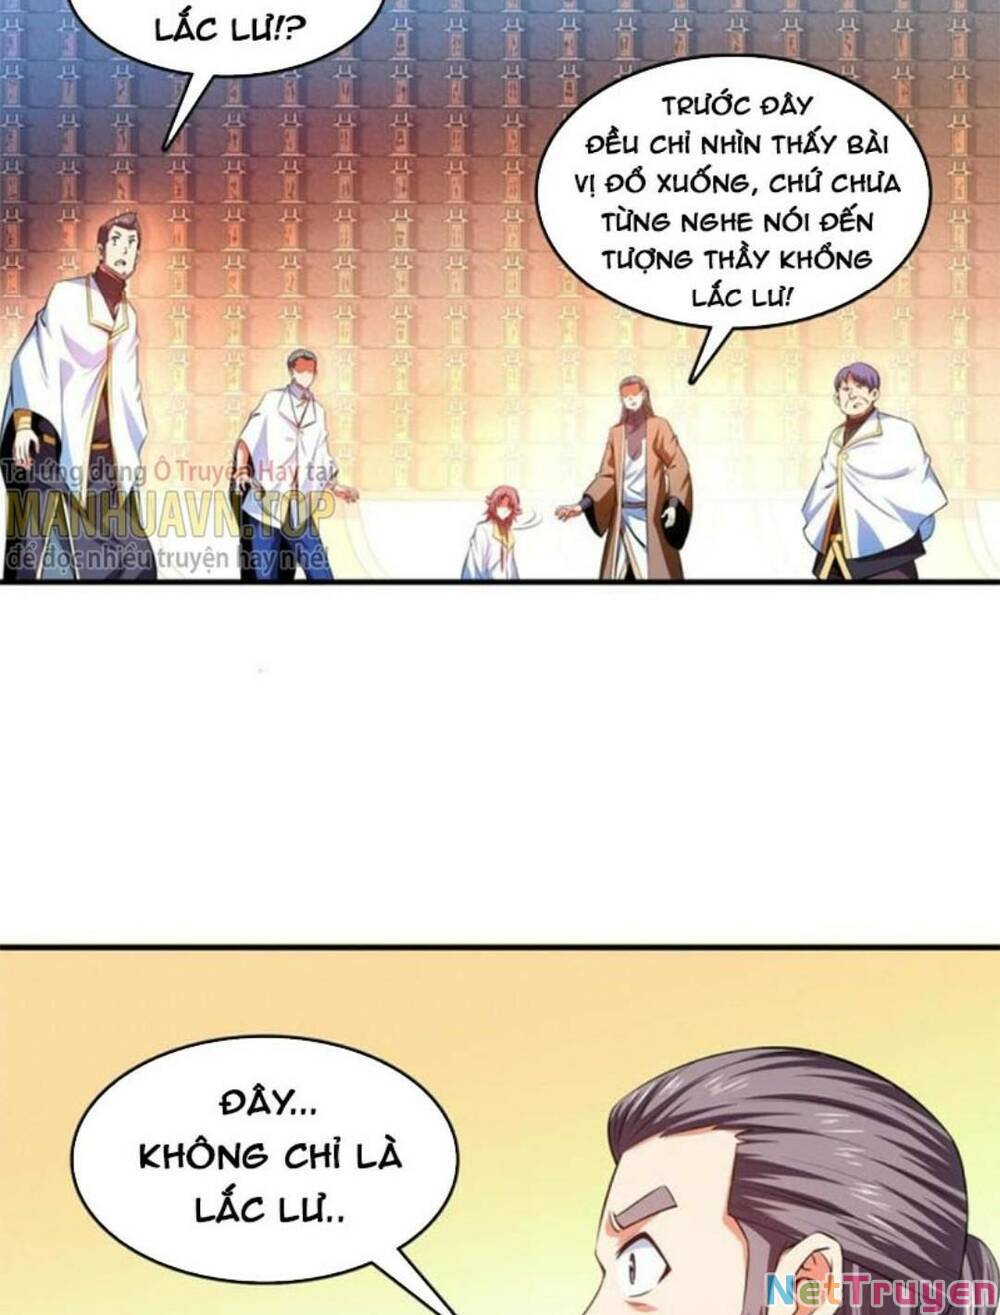 LẮC LƯ!?
TRƯỚC ĐÂY
ĐỀU CHỈ NHÌN THẤY BÀI
VỊ ĐỔ XUỐNG, CHỨ CHƯA
TỪNG NGHE NÓI ĐẾN
TƯỢNG THẦY KHỔNG
LẮC LƯ!
Tại ứng dụng Ô Truyện Hay tại
MANHUAVN.TOP
để đọc nhiều truyện hay nhé!
ĐÂY...
KHÔNG CHỈ LÀ
LẮC LƯ..
NetTruyen